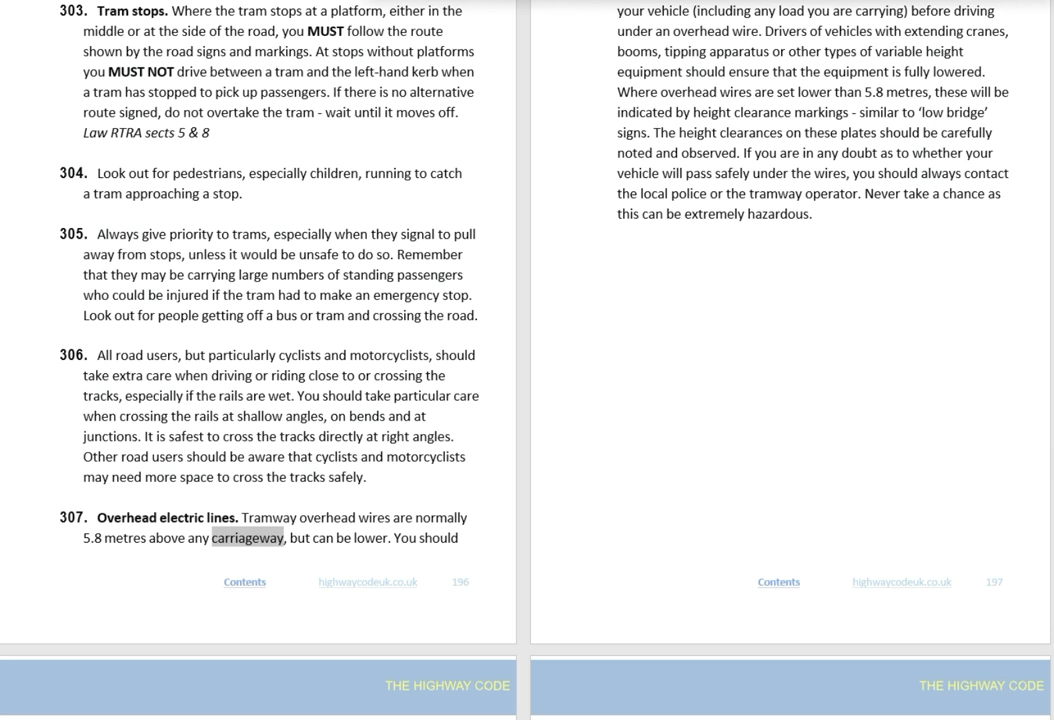 303. Tram stops. Where the tram stops at a platform, either in the
middle or at the side of the road, you MUST follow the route
shown by the road signs and markings. At stops without platforms
you MUST NOT drive between a tram and the left-hand kerb when
a tram has stopped to pick up passengers. If there is no alternative
route signed, do not overtake the tram - wait until it moves off.
Law RTRA sects 5 & 8
304. Look out for pedestrians, especially children, running to catch
a tram approaching a stop.
305. Always give priority to trams, especially when they signal to pull
away from stops, unless it would be unsafe to do so. Remember
that they may be carrying large numbers of standing passengers
who could be injured if the tram had to make an emergency stop.
Look out for people getting off a bus or tram and crossing the road.
306. All road users, but particularly cyclists and motorcyclists, should
take extra care when driving or riding close to or crossing the
tracks, especially if the rails are wet. You should take particular care
when crossing the rails at shallow angles, on bends and at
junctions. It is safest to cross the tracks directly at right angles.
Other road users should be aware that cyclists and motorcyclists
may need more space to cross the tracks safely.
307. Overhead electric lines. Tramway overhead wires are normally
5.8 metres above any carriageway, but can be lower. You should
Contents highwaycodeuk.co.uk 196
your vehicle (including any load you are carrying) before driving
under an overhead wire. Drivers of vehicles with extending cranes,
booms, tipping apparatus or other types of variable height
equipment should ensure that the equipment is fully lowered.
Where overhead wires are set lower than 5.8 metres, these will be
indicated by height clearance markings - similar to ‘low bridge’
signs. The height clearances on these plates should be carefully
noted and observed. If you are in any doubt as to whether your
vehicle will pass safely under the wires, you should always contact
the local police or the tramway operator. Never take a chance as
this can be extremely hazardous.
Contents highwaycodeuk.co.uk 197
THE HIGHWAY CODE
THE HIGHWAY CODE